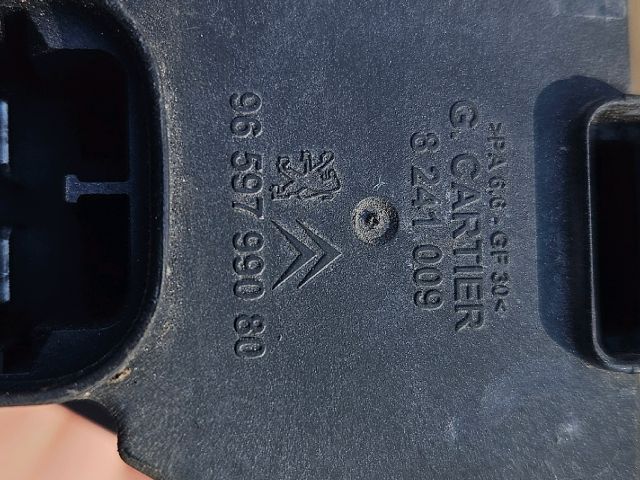 >PA 6,6 - GF 30<
G. CARTIER
8 241 009
96 597 990 80